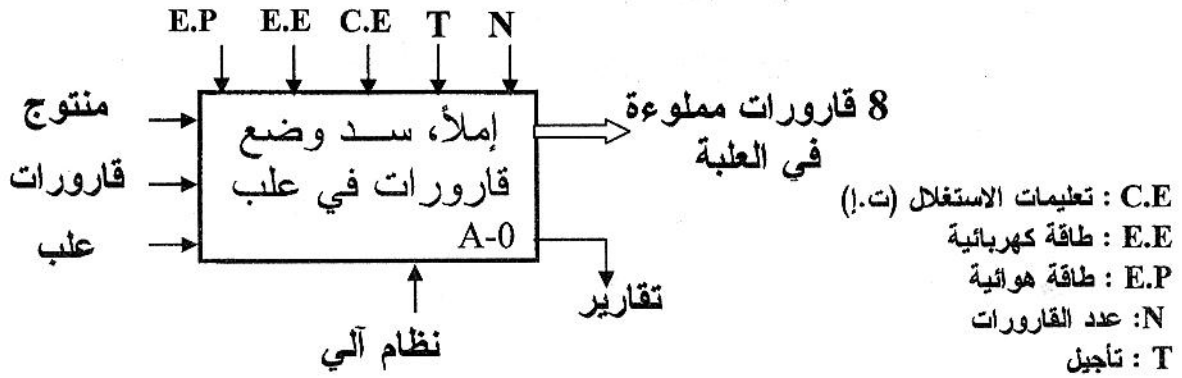 E.P E.E C.E T N
منتوج
قارورات
علب
إملأ، ســد وضع
قارورات في علب
A-0
8 قارورات مملوءة
في العلبة
تقارير
نظام آلي
C.E : تعليمات الاستغلال (ت.إ)
E.E : طاقة كهربائية
E.P : طاقة هوائية
N: عدد القارورات
T : تأجيل